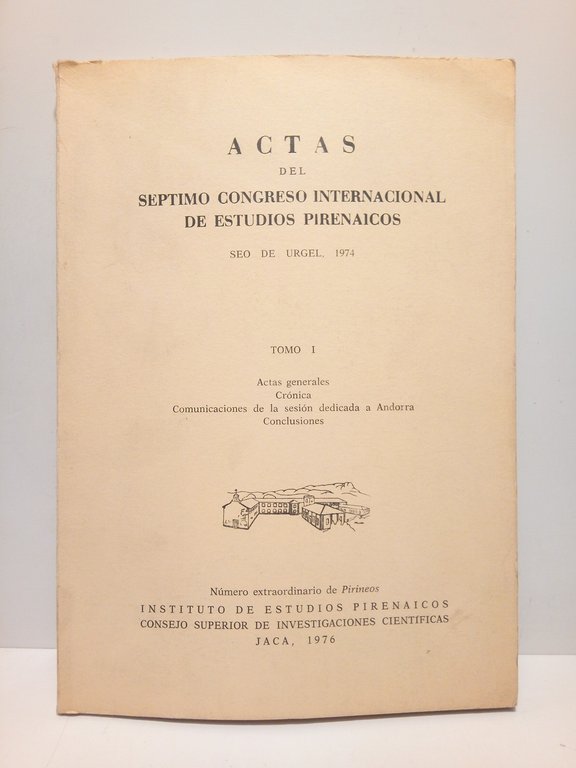 ACTAS
DEL
SEPTIMO CONGRESO INTERNACIONAL
DE ESTUDIOS PIRENAICOS
SEO DE URGEL, 1974
TOMO I
Actas generales
Crónica
Comunicaciones de la sesión dedicada a Andorra
Conclusiones
Número extraordinario de Pirineos
INSTITUTO DE ESTUDIOS PIRENAICOS
CONSEJO SUPERIOR DE INVESTIGACIONES CIENTÍFICAS
JACA, 1976